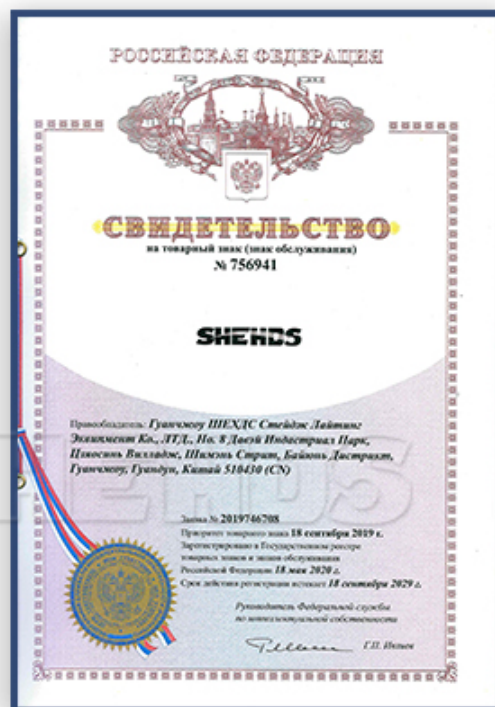 РОССИЙСКАЯ ФЕДЕРАЦИЯ
СВИДЕТЕЛЬСТВО
на товарный знак (знак обслуживания)
№ 756941
SHEHDS
Правообладатель: Гуанчжоу ШЕХДС Стейдж Лайтинг
Эквипмент Ко., ЛТД., Но. 8 Давэй Индастриал Парк,
Цзяосинь Вилладж, Шимэнь Стрит, Байюнь Дистрикт,
Гуанчжоу, Гуандун, Китай 510430 (CN)
Заявка № 2019746708
Приоритет товарного знака 18 сентября 2019 г.
Зарегистрировано в Государственном реестре
товарных знаков и знаков обслуживания
Российской Федерации 18 мая 2020 г.
Срок действия регистрации истекает 18 сентября 2029 г.
Руководитель Федеральной службы
по интеллектуальной собственности
Г.П. Ивлиев